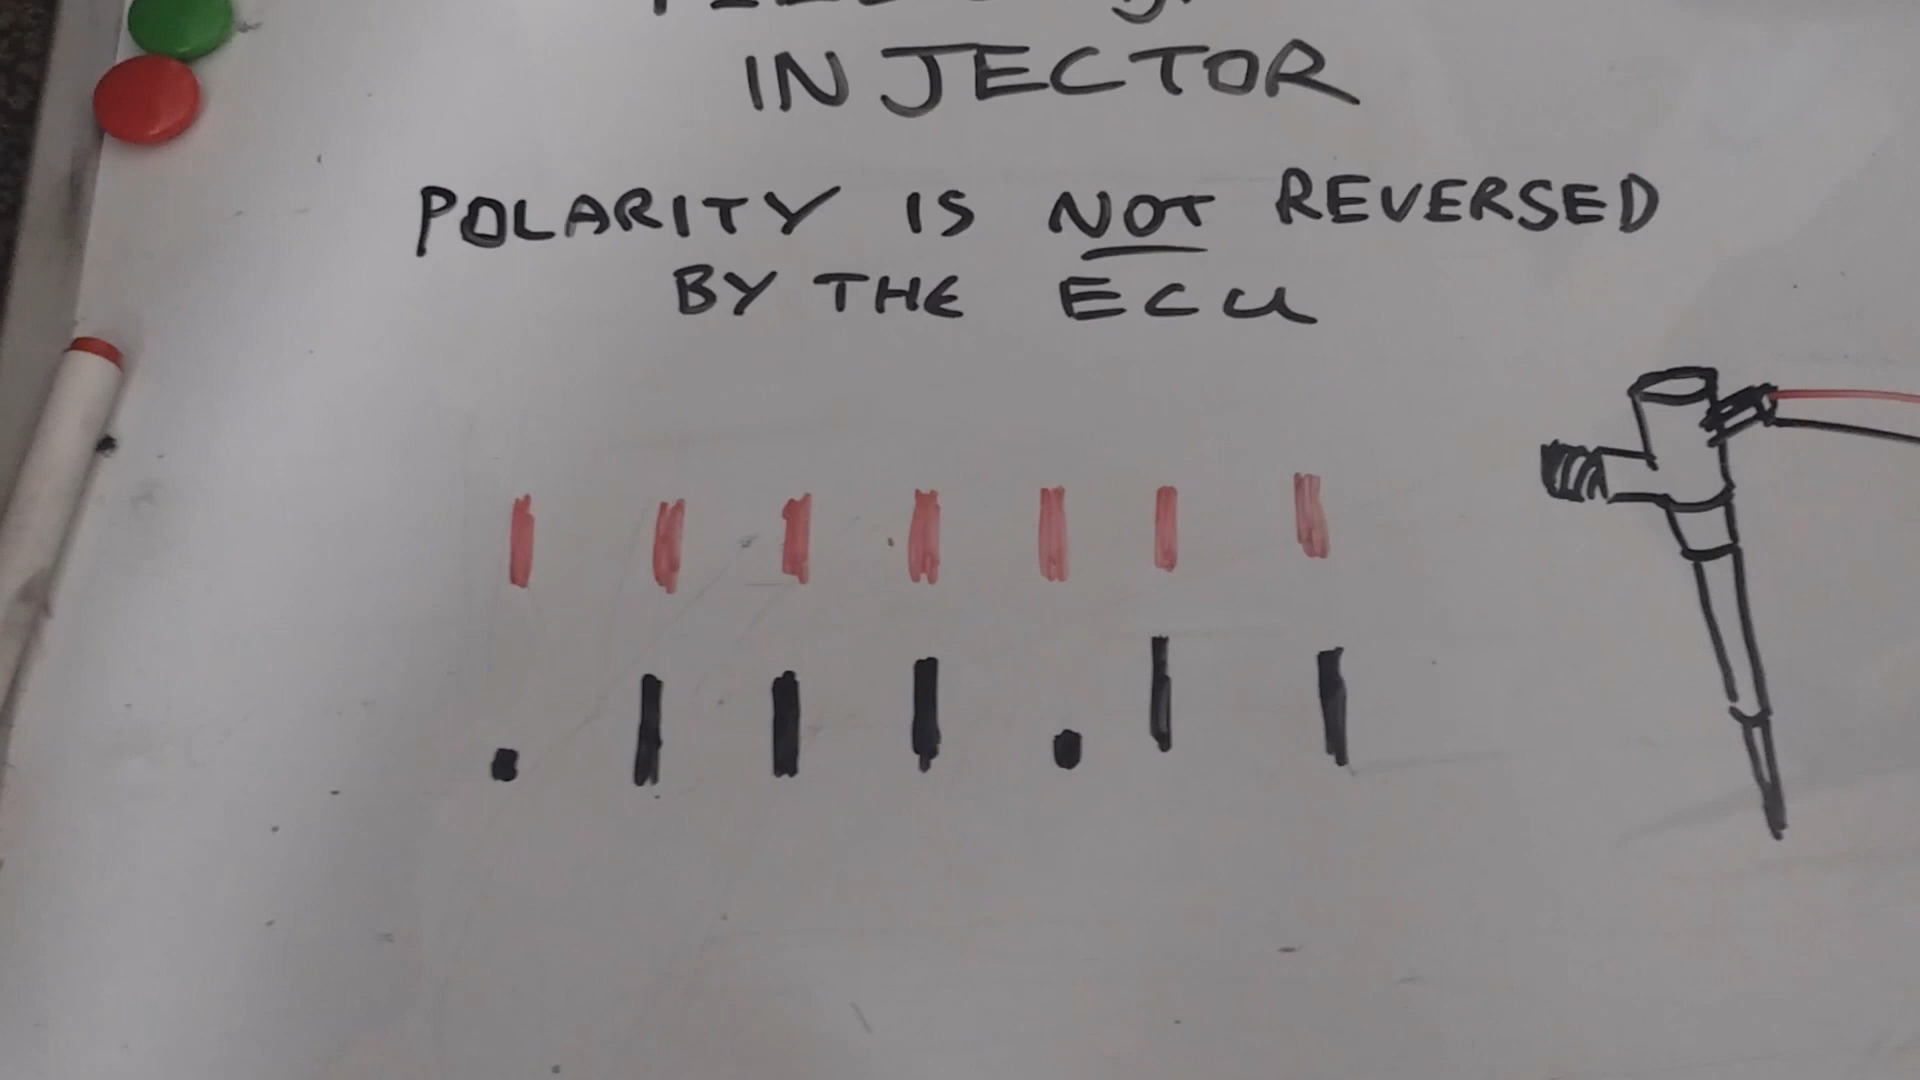 INJECTOR
POLARITY IS NOT REVERSED
BY THE ECU